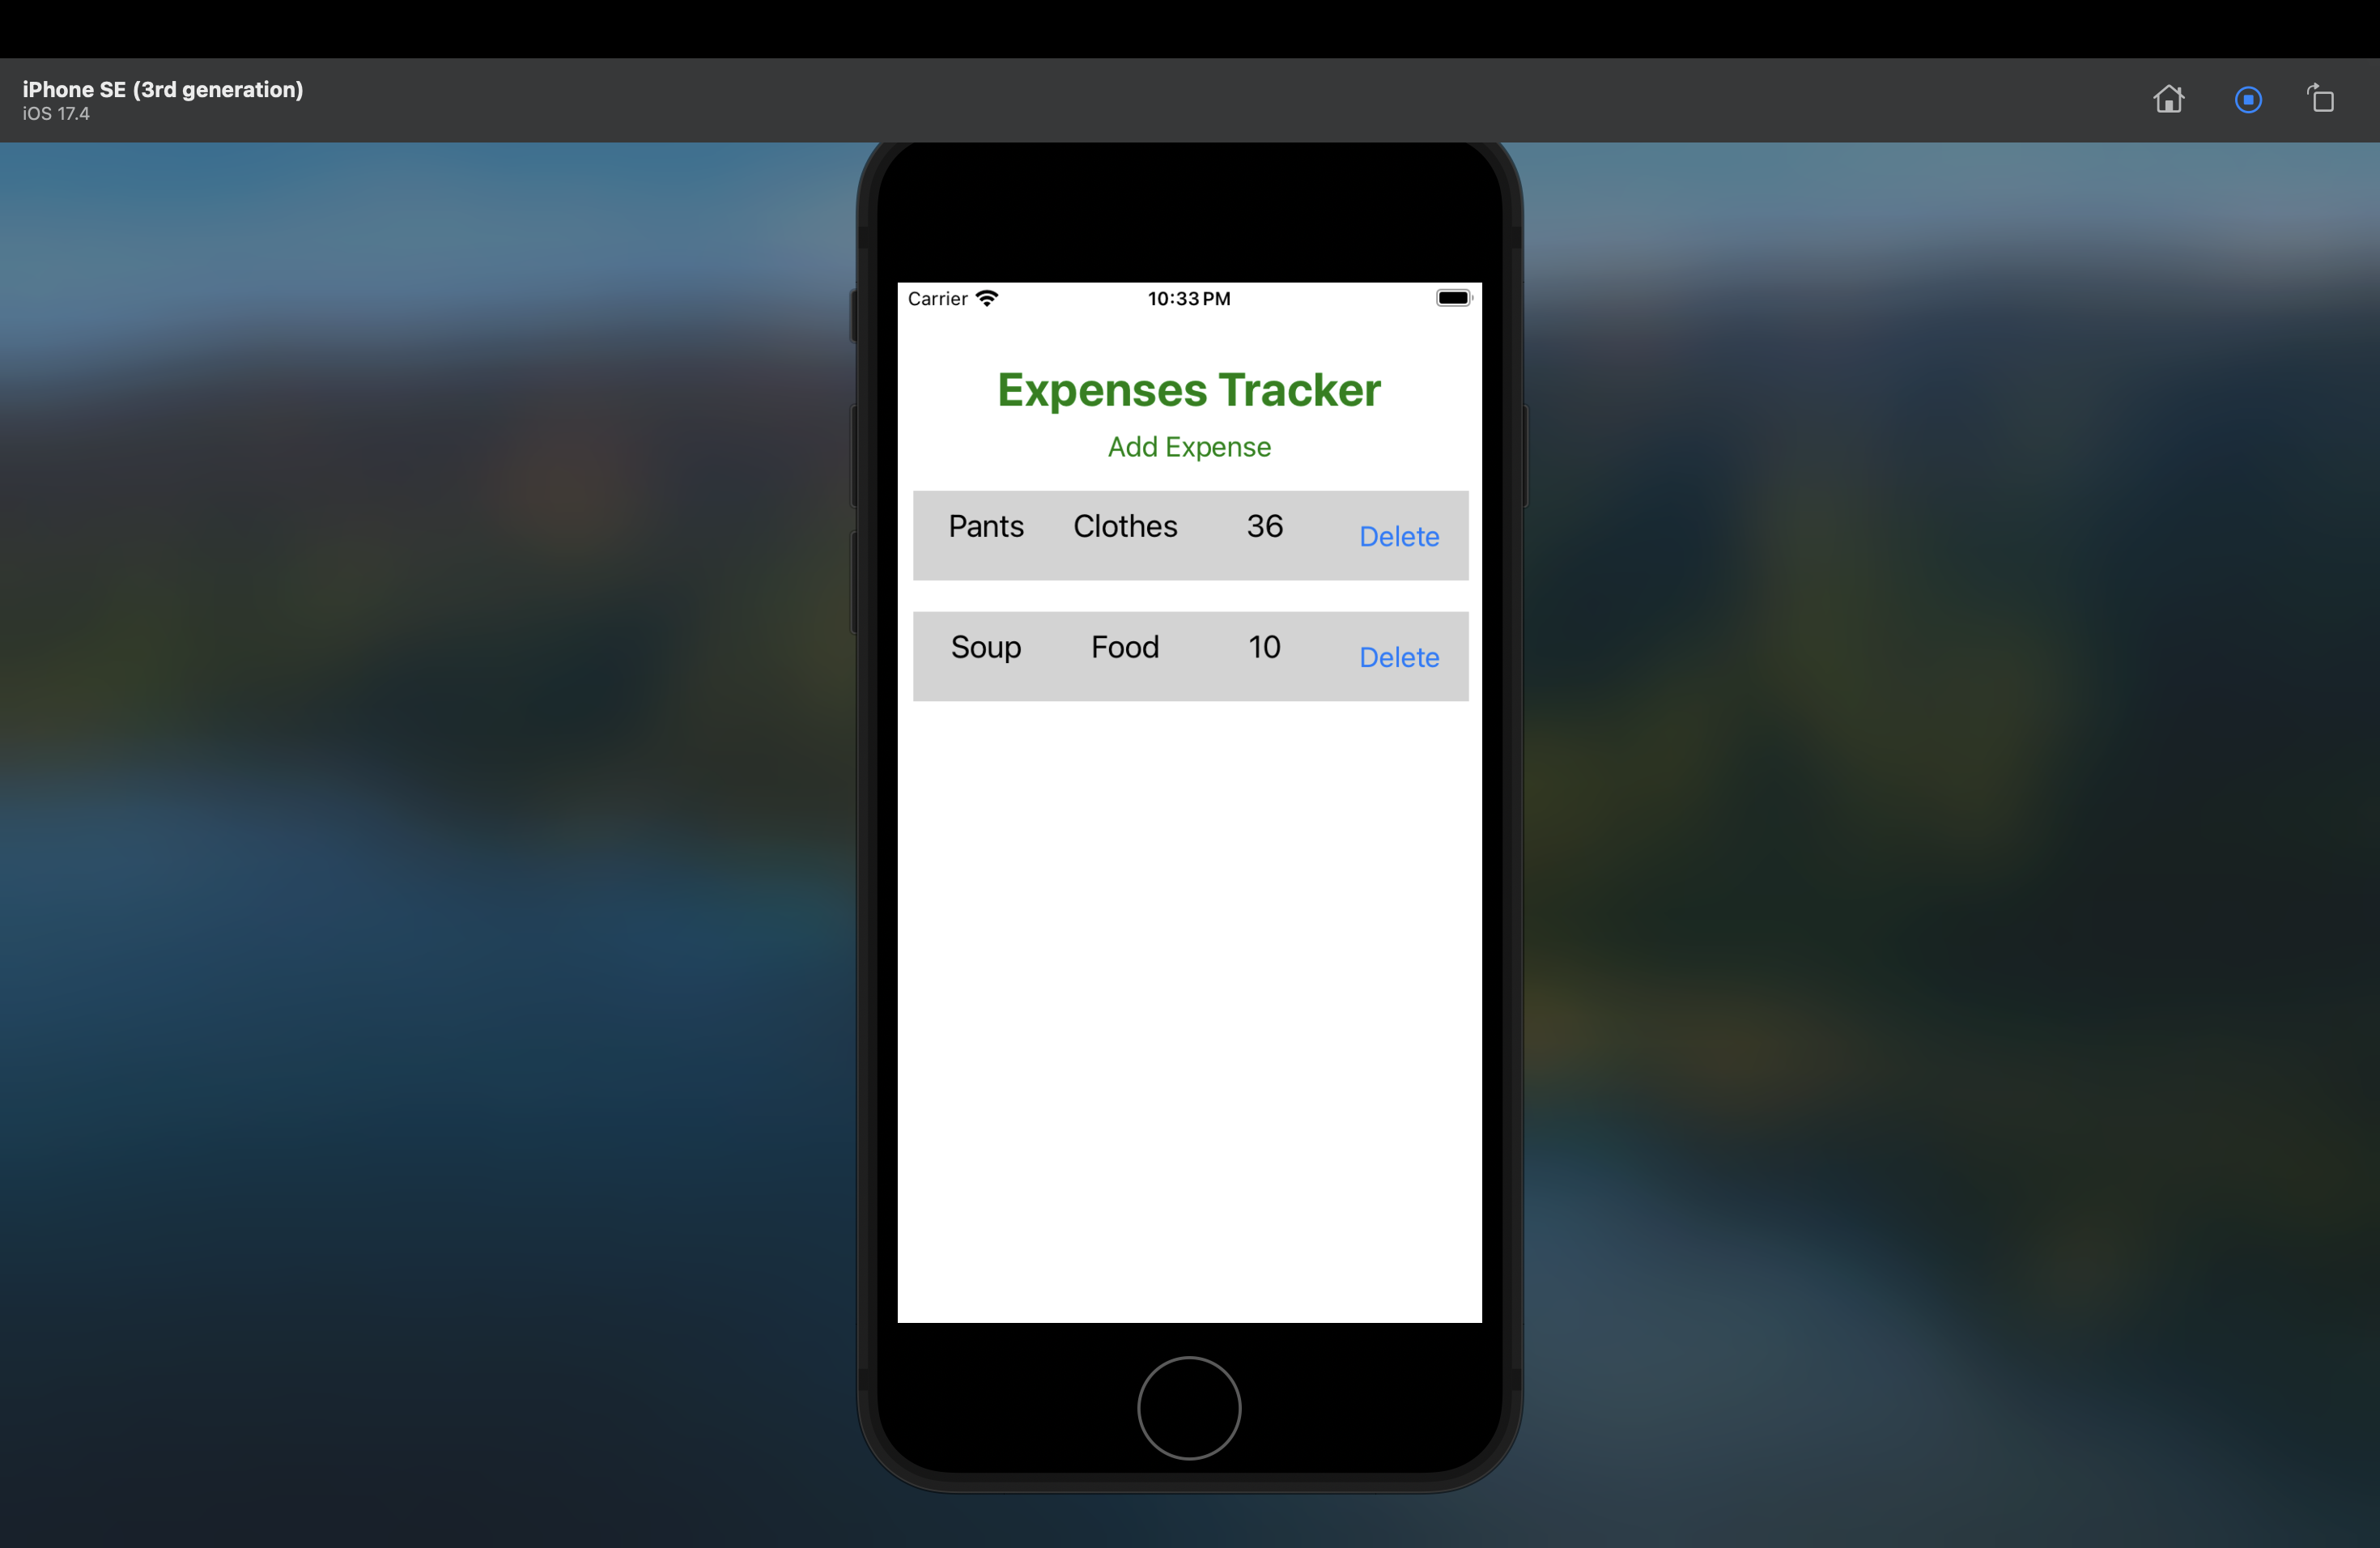 iPhone SE (3rd generation)
iOS 17.4
Carrier 10:33 PM
Expenses Tracker
Add Expense
Pants Clothes 36 Delete
Soup Food 10 Delete